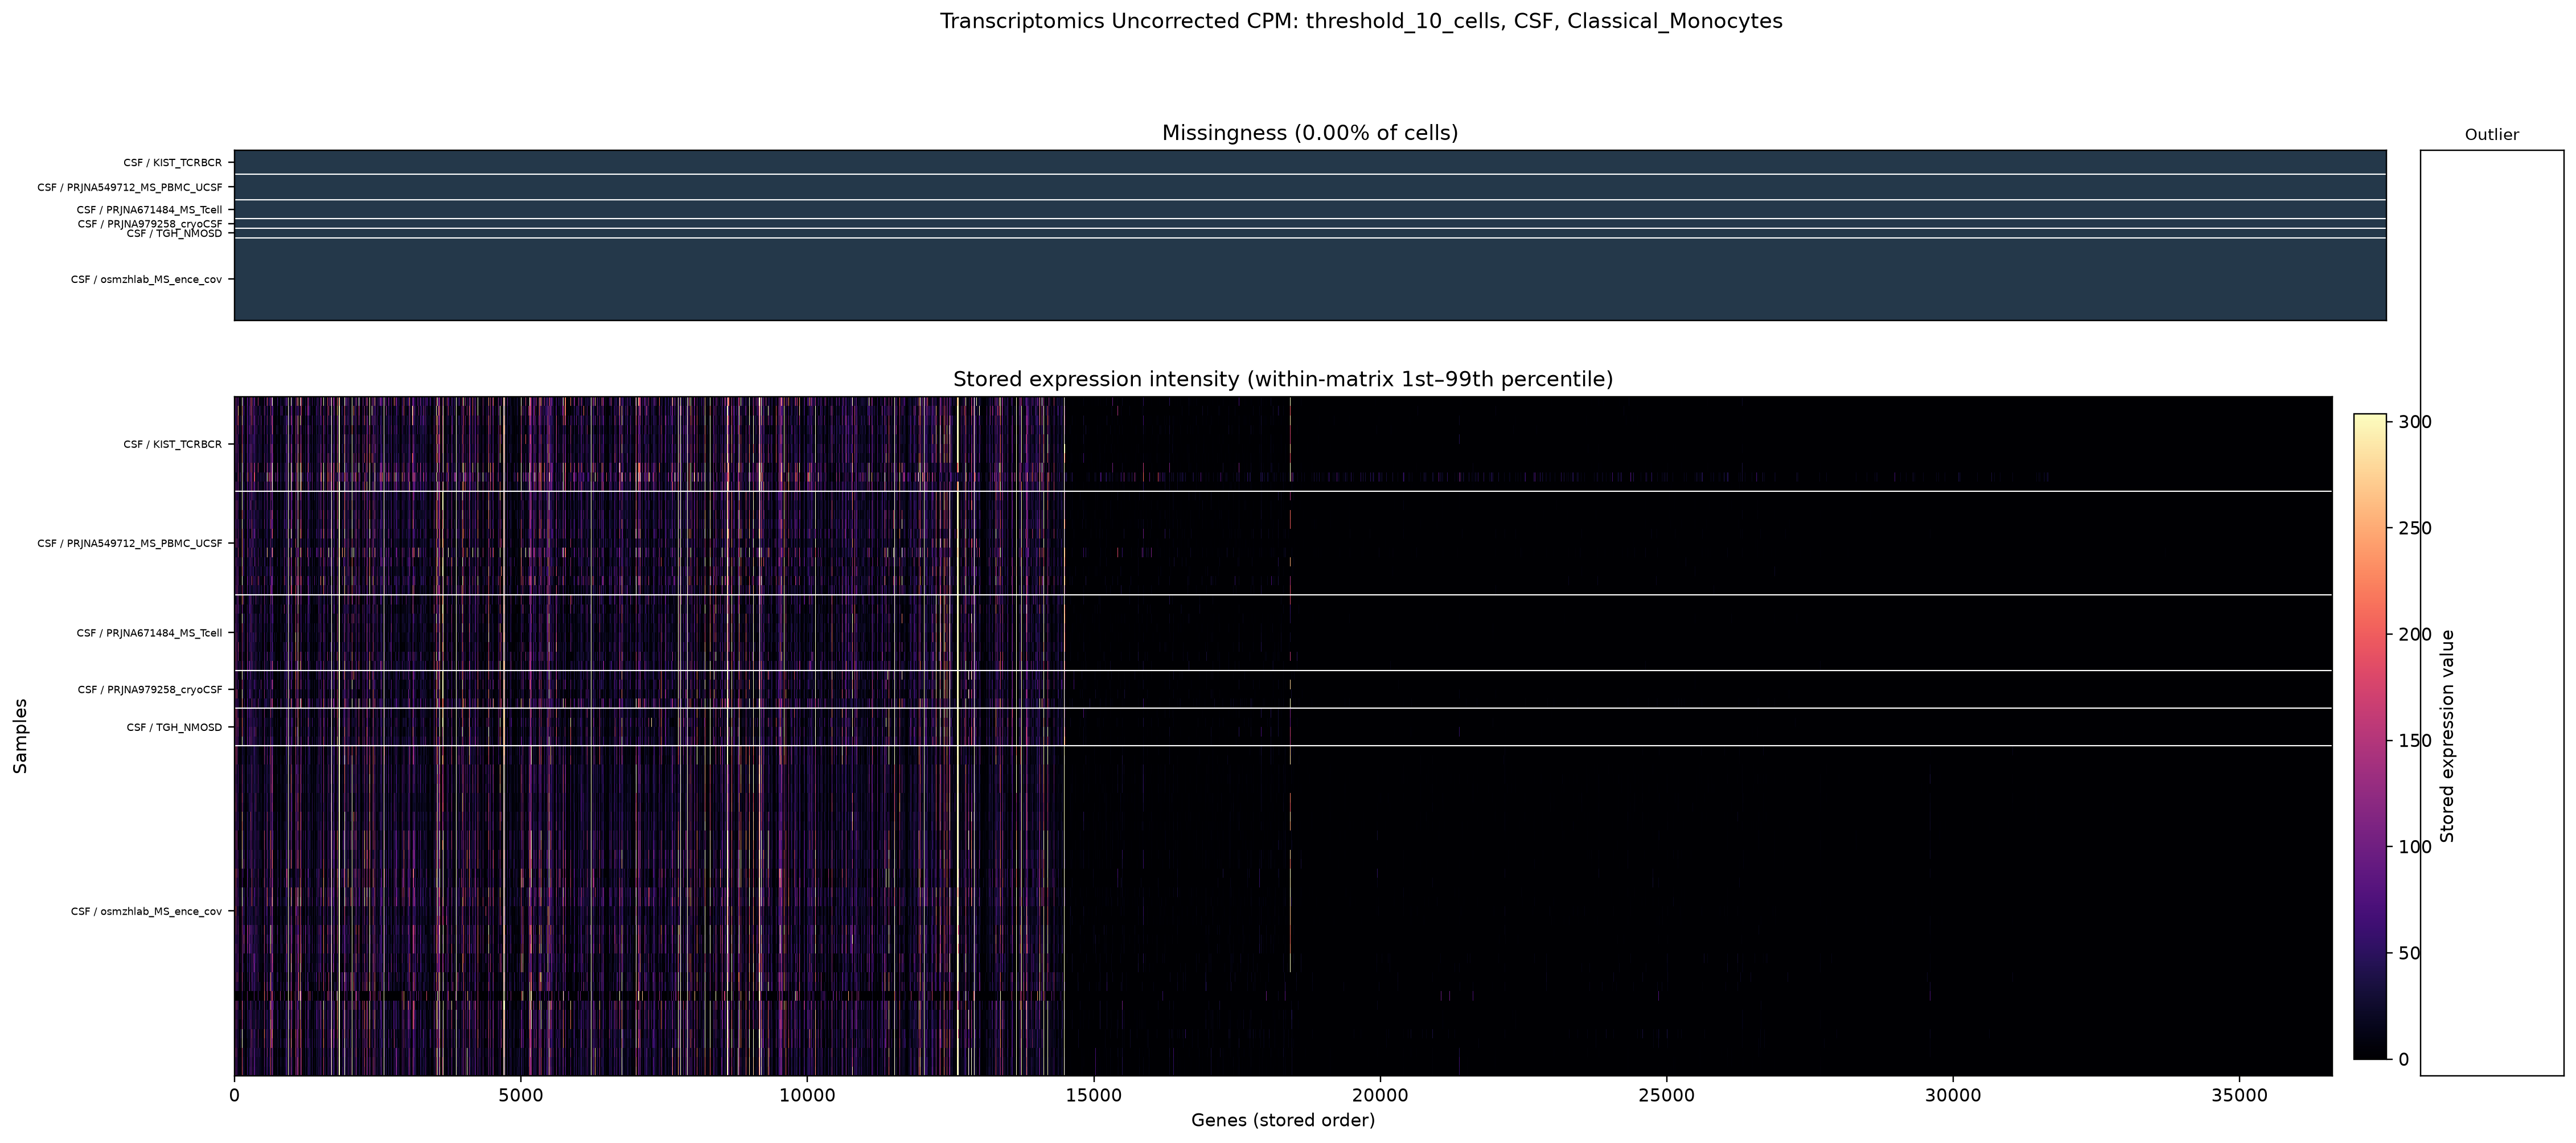 Transcriptomics Uncorrected CPM: threshold_10_cells, CSF, Classical_Monocytes
Missingness (0.00% of cells)
Outlier
CSF / KIST_TCRBCR
CSF / PRJNA549712_MS_PBMC_UCSF
CSF / PRJNA671484_MS_Tcell
CSF / PRJNA979258_cryoCSF
CSF / TGH_NMOSD
CSF / osmzhlab_MS_ence_cov
Stored expression intensity (within-matrix 1st–99th percentile)
CSF / KIST_TCRBCR
CSF / PRJNA549712_MS_PBMC_UCSF
CSF / PRJNA671484_MS_Tcell
CSF / PRJNA979258_cryoCSF
CSF / TGH_NMOSD
CSF / osmzhlab_MS_ence_cov
Samples
0 5000 10000 15000 20000 25000 30000 35000
Genes (stored order)
300
250
200
150
100
50
0
Stored expression value